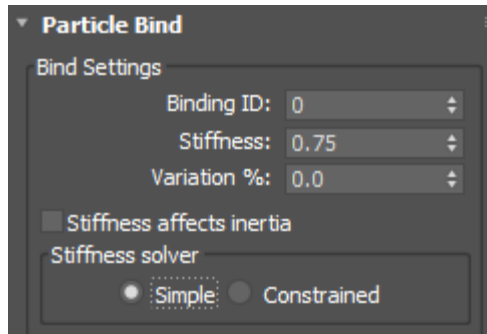 Particle Bind
Bind Settings
Binding ID: 0
Stiffness: 0.75
Variation %: 0.0
Stiffness affects inertia
Stiffness solver
Simple Constrained